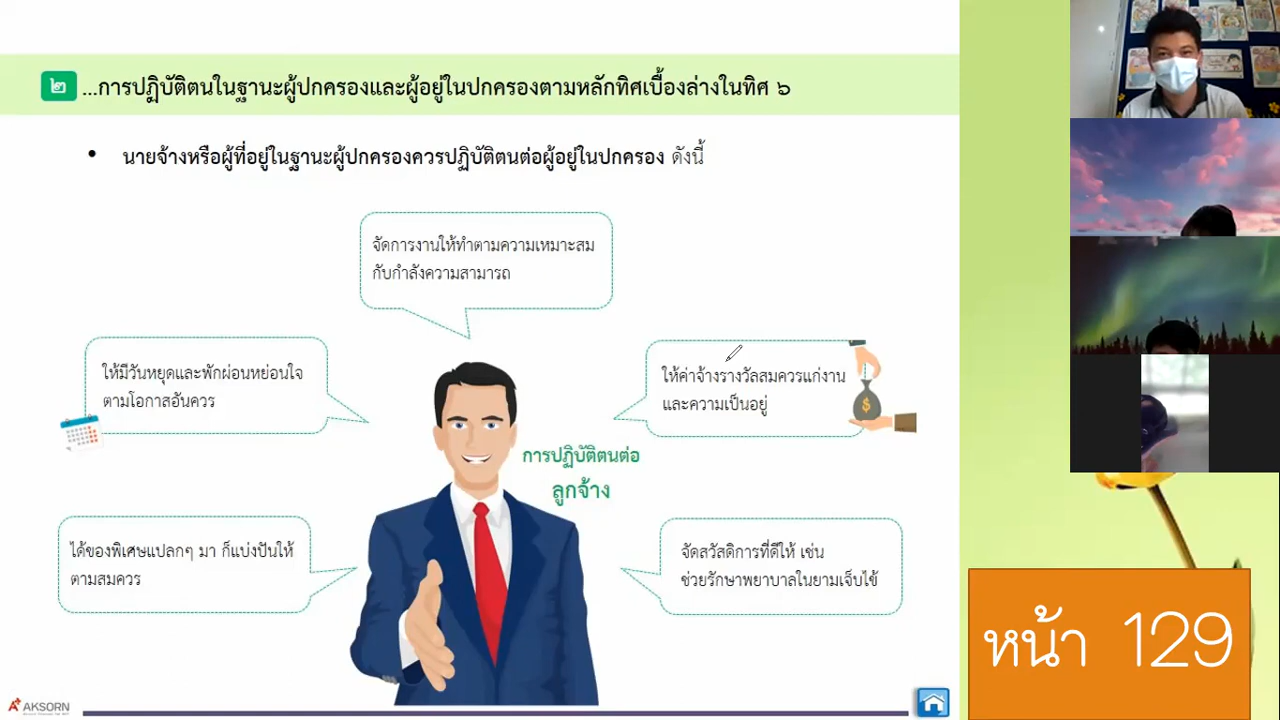 ๒ ...การปฏิบัติตนในฐานะผู้ปกครองและผู้อยู่ในปกครองตามหลักทิศเบื้องล่างในทิศ ๖
• นายจ้างหรือผู้ที่อยู่ในฐานะผู้ปกครองควรปฏิบัติตนต่อผู้อยู่ในปกครอง ดังนี้
จัดการงานให้ทำตามความเหมาะสม
กับกำลังความสามารถ
ให้มีวันหยุดและพักผ่อนหย่อนใจ
ตามโอกาสอันควร
ให้ค่าจ้างรางวัลสมควรแก่งาน
และความเป็นอยู่
$
การปฏิบัติตนต่อ
ลูกจ้าง
ได้ของพิเศษแปลกๆ มา ก็แบ่งปันให้
ตามสมควร
จัดสวัสดิการที่ดีให้ เช่น
ช่วยรักษาพยาบาลในยามเจ็บไข้
หน้า 129
AKSORN